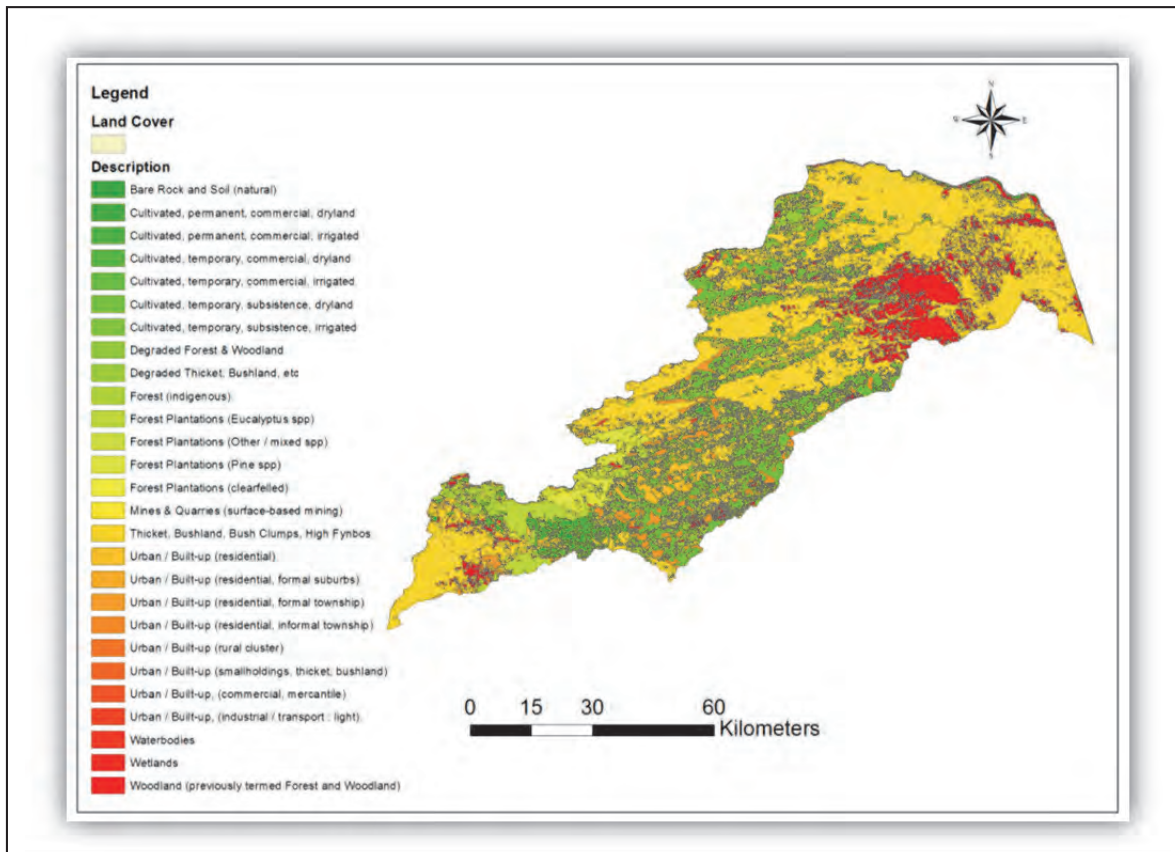 Legend
Land Cover
Description
Bare Rock and Soil (natural)
Cultivated, permanent, commercial, dryland
Cultivated, permanent, commercial, irrigated
Cultivated, temporary, commercial, dryland
Cultivated, temporary, commercial, irrigated
Cultivated, temporary, subsistence, dryland
Cultivated, temporary, subsistence, irrigated
Degraded Forest & Woodland
Degraded Thicket, Bushland, etc
Forest (indigenous)
Forest Plantations (Eucalyptus spp)
Forest Plantations (Other / mixed spp)
Forest Plantations (Pine spp)
Forest Plantations (clearfelled)
Mines & Quarries (surface-based mining)
Thicket, Bushland, Bush Clumps, High Fynbos
Urban / Built-up (residential)
Urban / Built-up (residential, formal suburbs)
Urban / Built-up (residential, formal township)
Urban / Built-up (residential, informal township)
Urban / Built-up (rural cluster)
Urban / Built-up (smallholdings, thicket, bushland)
Urban / Built-up, (commercial, mercantile)
Urban / Built-up, (industrial / transport : light)
Waterbodies
Wetlands
Woodland (previously termed Forest and Woodland)
N
W E
S
0 15 30 60
Kilometers